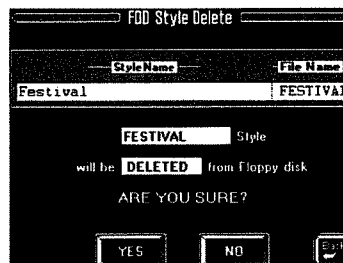 FDD Style Delete
Style Name File Name
Festival FESTIVAL
FESTIVAL Style
will be DELETED from Floppy disk
ARE YOU SURE?
YES NO